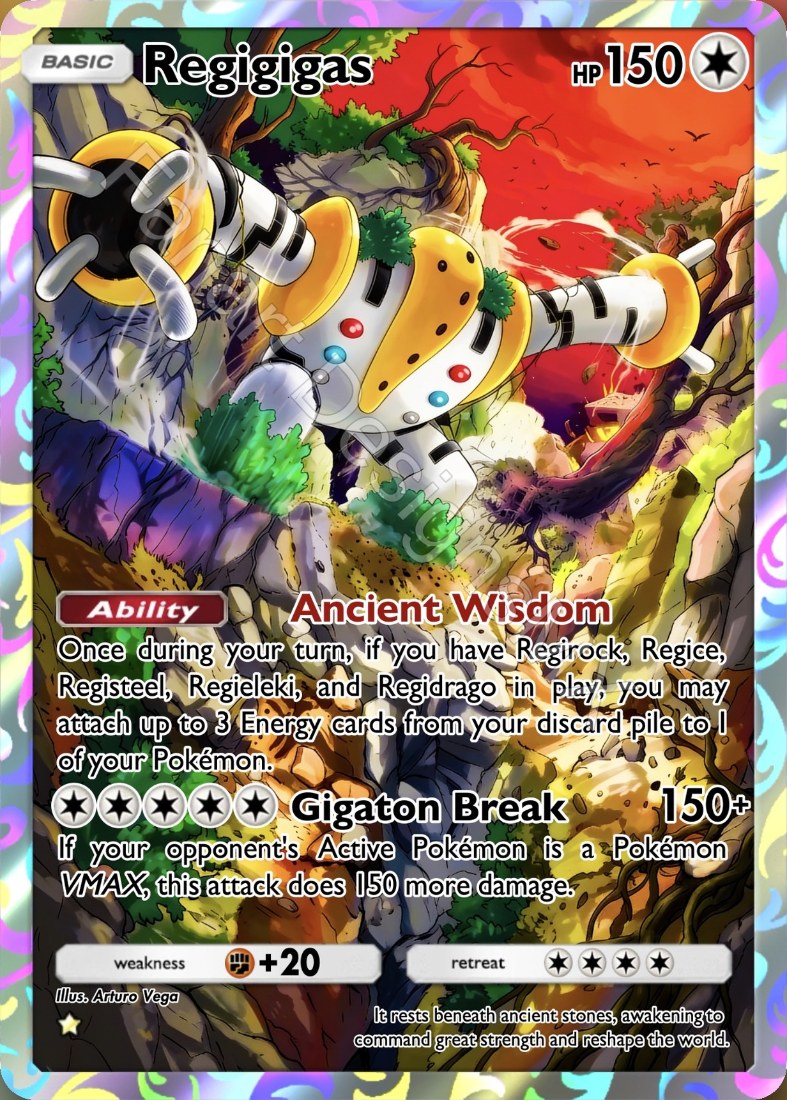 BASIC Regigigas HP150
Fanart Designs
Ability Ancient Wisdom
Once during your turn, if you have Regirock, Regice,
Registeel, Regieleki, and Regidrago in play, you may
attach up to 3 Energy cards from your discard pile to 1
of your Pokémon.
Gigaton Break 150+
If your opponent's Active Pokémon is a Pokémon
VMAX, this attack does 150 more damage.
weakness +20 retreat
Illus. Arturo Vega
It rests beneath ancient stones, awakening to
command great strength and reshape the world.